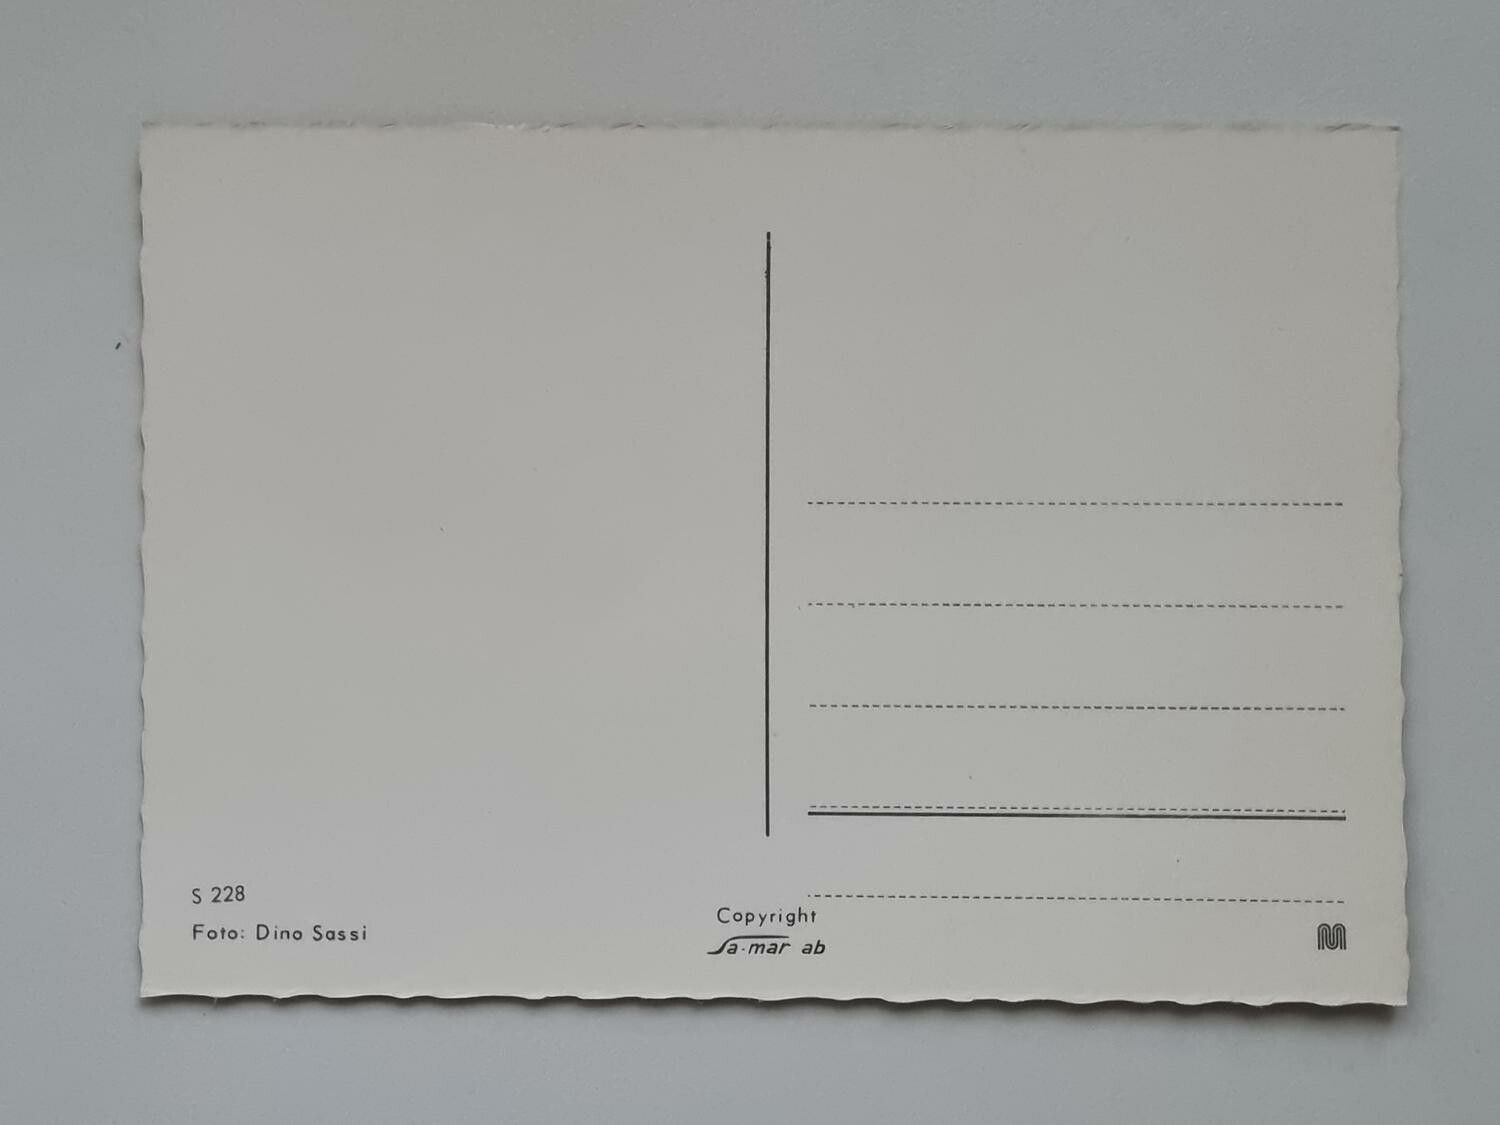 S 228
Foto: Dino Sassi
Copyright
Sa-mar ab
M